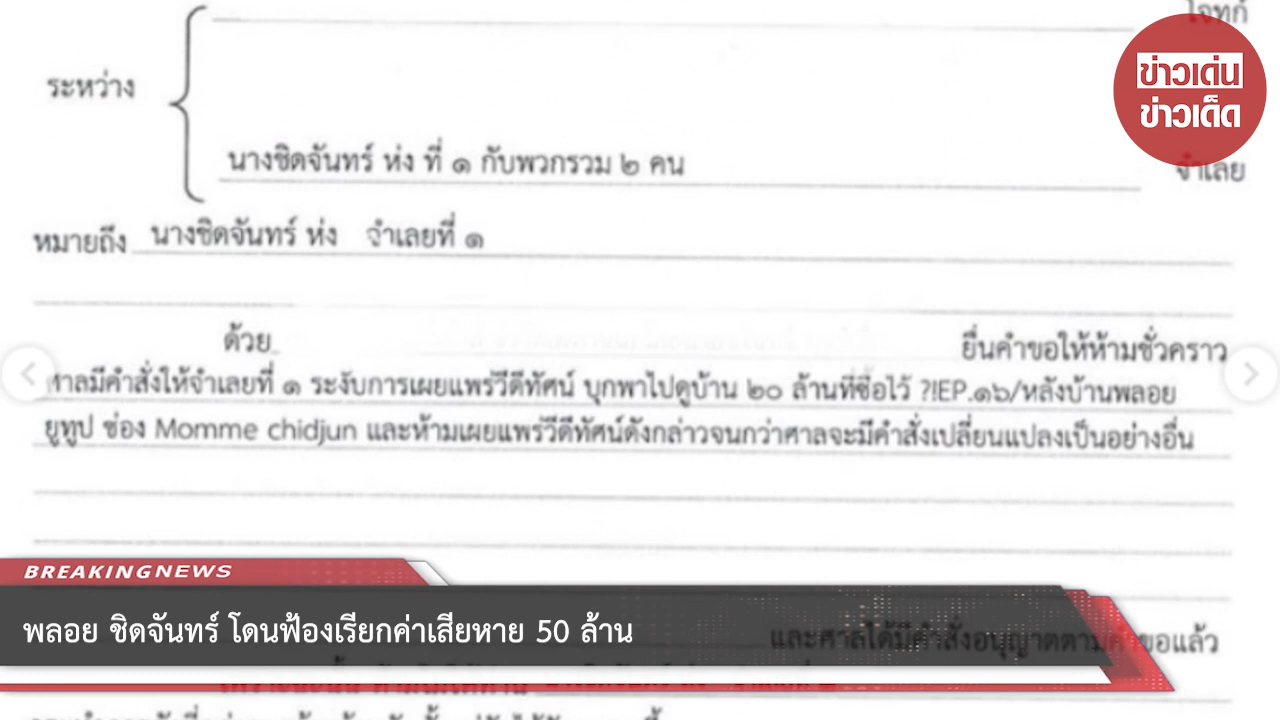 โจทก์
ข่าวเด่น
ข่าวเด็ด
ระหว่าง
นางชิดจันทร์ ห่ง ที่ ๑ กับพวกรวม ๒ คน
จำเลย
หมายถึง นางชิดจันทร์ ห่ง จำเลยที่ ๑
ด้วย ยื่นคำขอให้ห้ามชั่วคราว
ศาลมีคำสั่งให้จำเลยที่ ๑ ระงับการเผยแพร่วีดีทัศน์ บุกพาไปดูบ้าน ๒๐ ล้านที่ซื้อไว้ ?!EP.๑๖/หลังบ้านพลอย
ยูทูป ช่อง Momme chidjun และห้ามเผยแพร่วีดีทัศน์ดังกล่าวจนกว่าศาลจะมีคำสั่งเปลี่ยนแปลงเป็นอย่างอื่น
BREAKINGNEWS
พลอย ชิดจันทร์ โดนฟ้องเรียกค่าเสียหาย 50 ล้าน
และศาลได้มีคำสั่งอนุญาตตามคำขอแล้ว